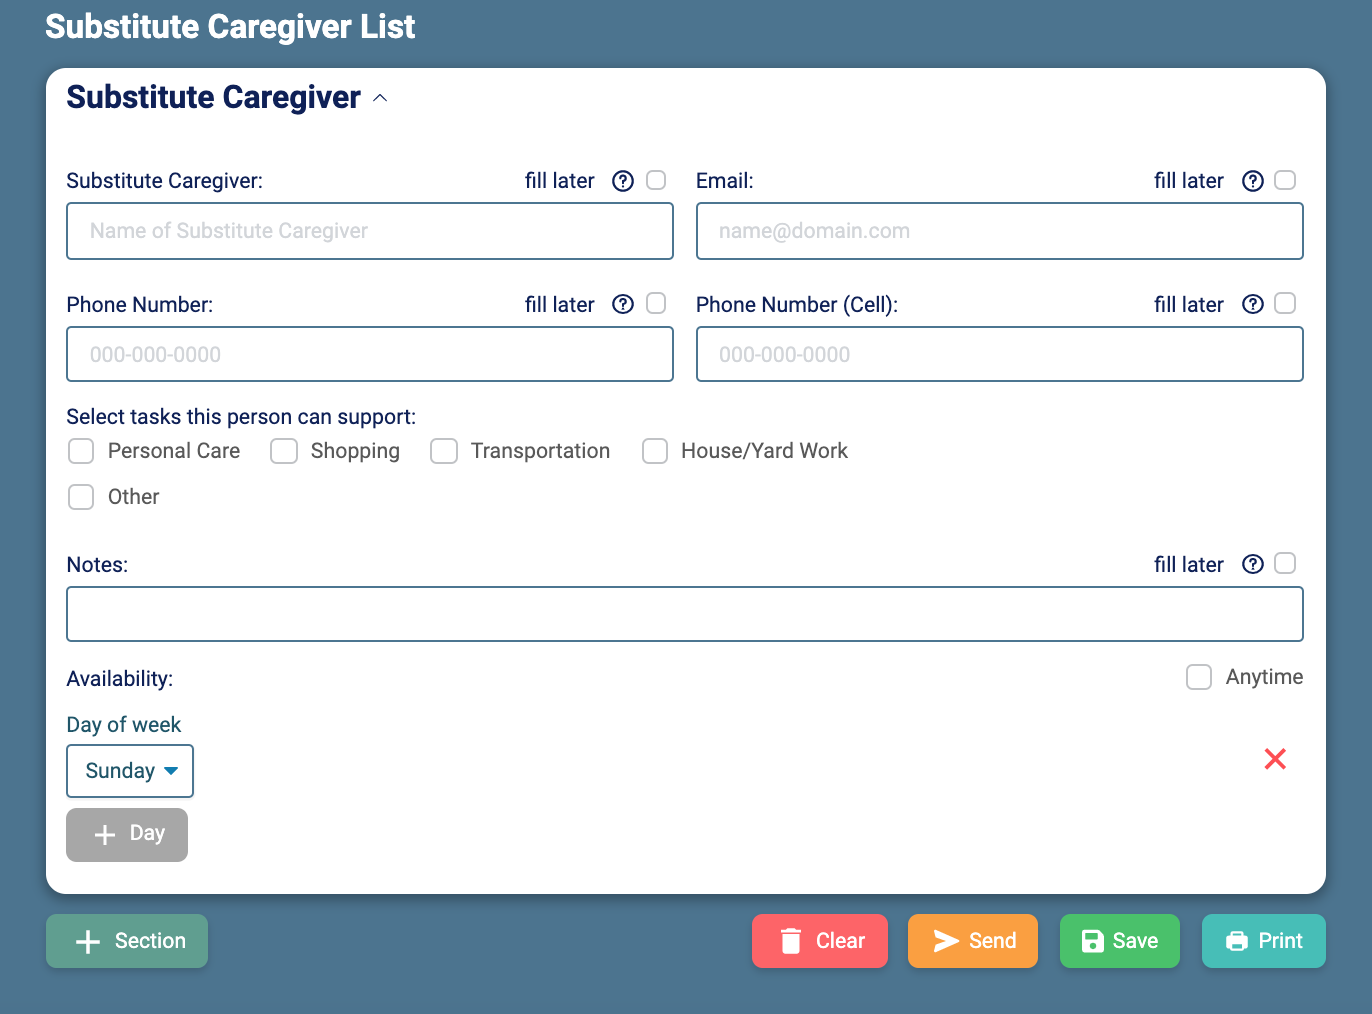 Substitute Caregiver List
Substitute Caregiver
Substitute Caregiver: fill later ?
Email: fill later ?
Name of Substitute Caregiver
name@domain.com
Phone Number: fill later ?
Phone Number (Cell): fill later ?
000-000-0000
000-000-0000
Select tasks this person can support:
Personal Care Shopping Transportation House/Yard Work
Other
Notes: fill later ?
Availability: Anytime
Day of week
Sunday
+ Day
+ Section Clear Send Save Print